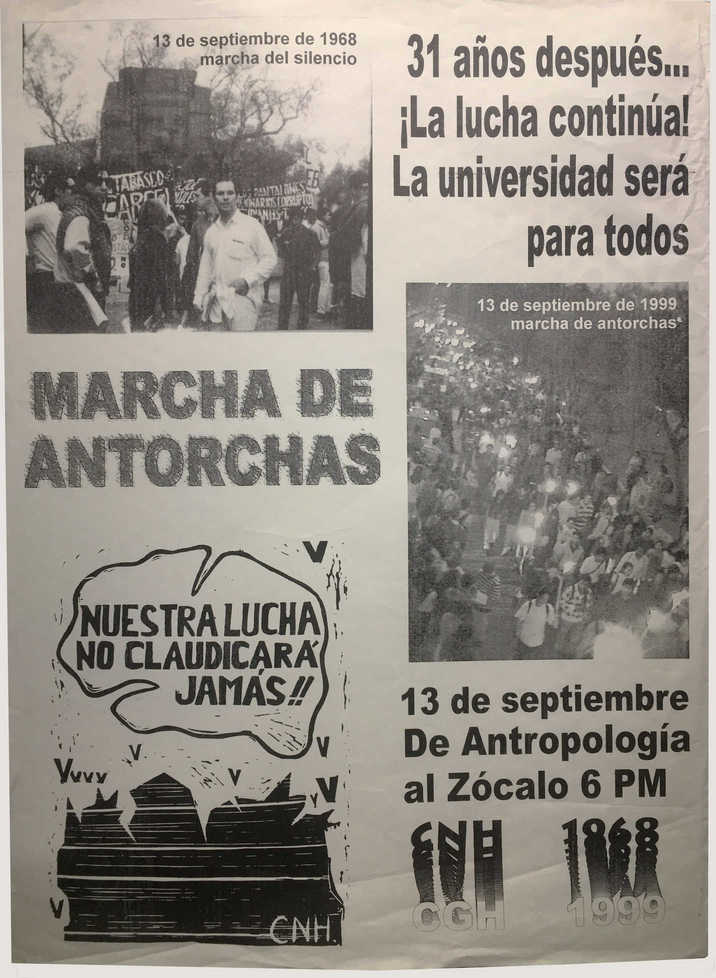 13 de septiembre de 1968
marcha del silencio
TABASCO
31 años después...
¡La lucha continúa!
La universidad será
para todos
MARCHA DE
ANTORCHAS
13 de septiembre de 1999
marcha de antorchas
NUESTRA LUCHA
NO CLAUDICARÁ
JAMÁS!!
V
V
V
Vvvv
V
V
V
V
CNH.
13 de septiembre
De Antropología
al Zócalo 6 PM
CNH 1968
CGH 1999